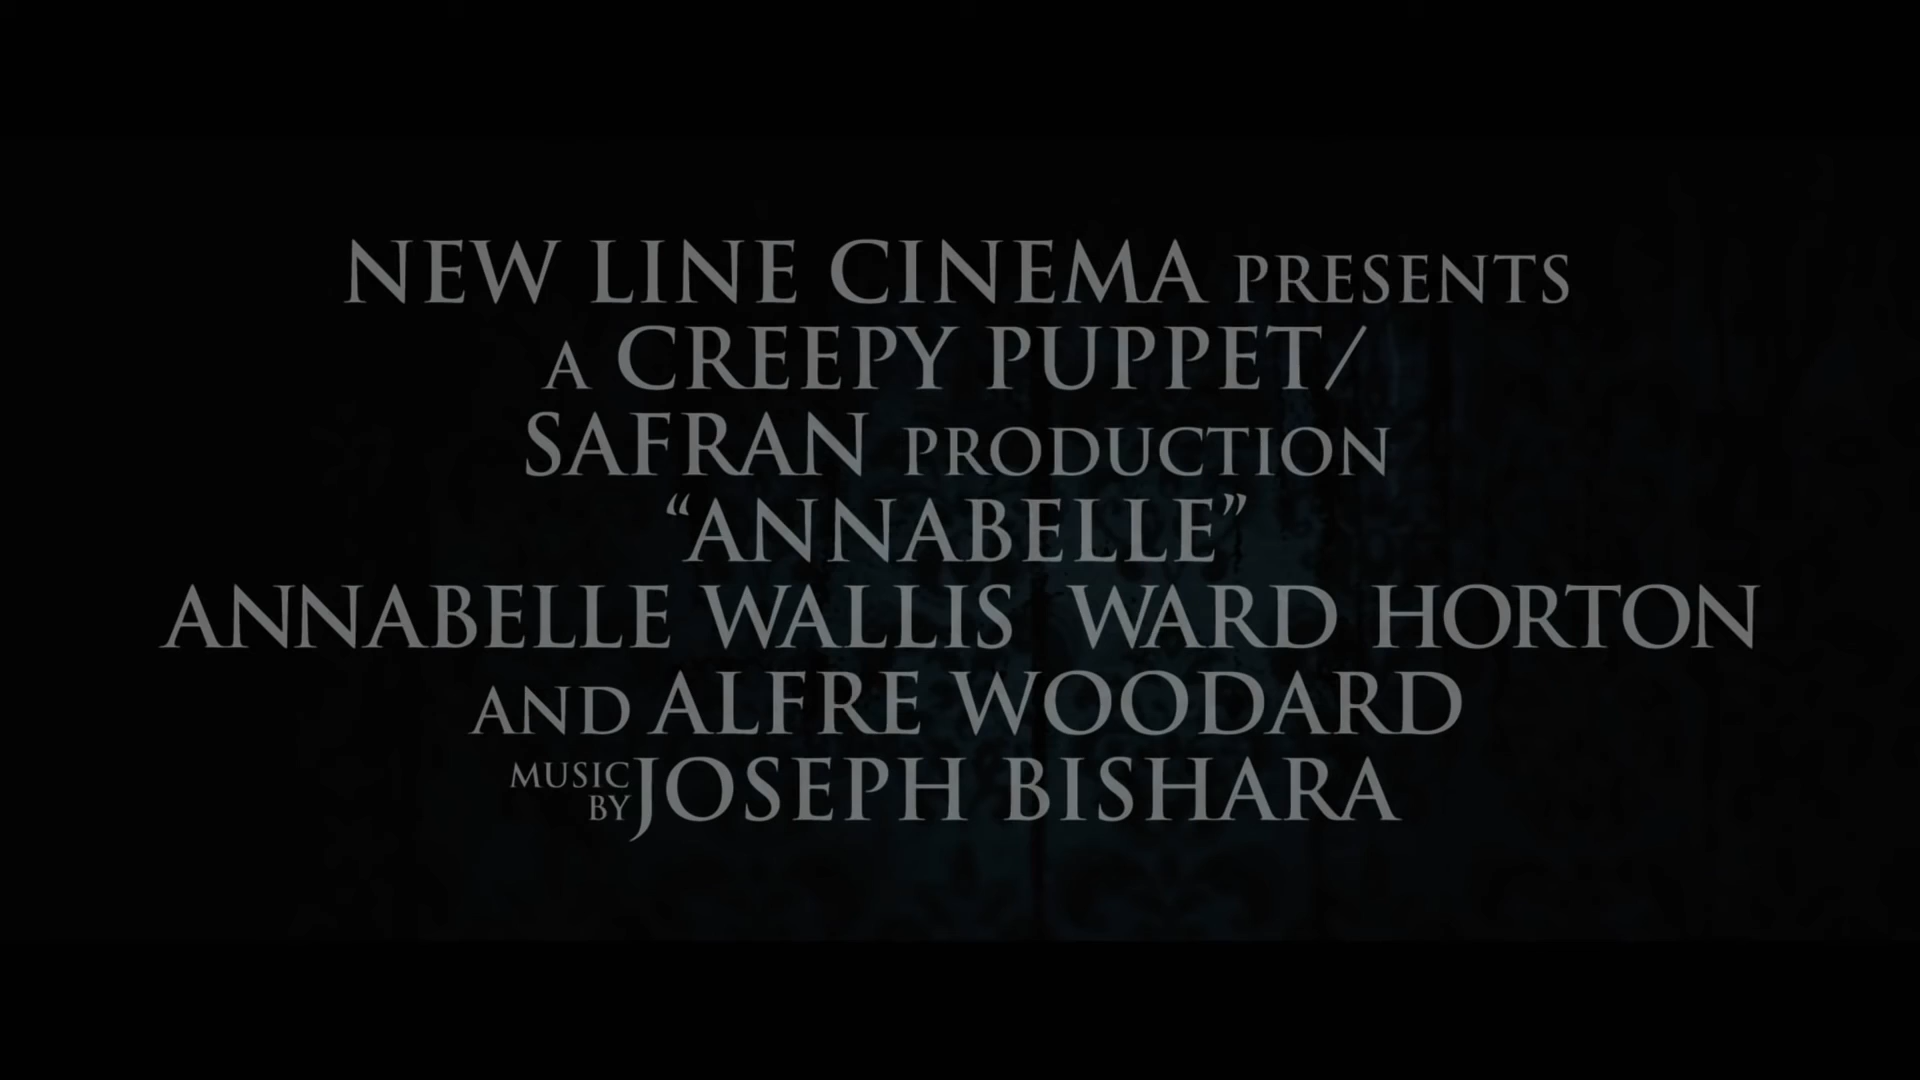 NEW LINE CINEMA PRESENTS
A CREEPY PUPPET/
SAFRAN PRODUCTION
“ANNABELLE”
ANNABELLE WALLIS WARD HORTON
AND ALFRE WOODARD
MUSIC BY JOSEPH BISHARA